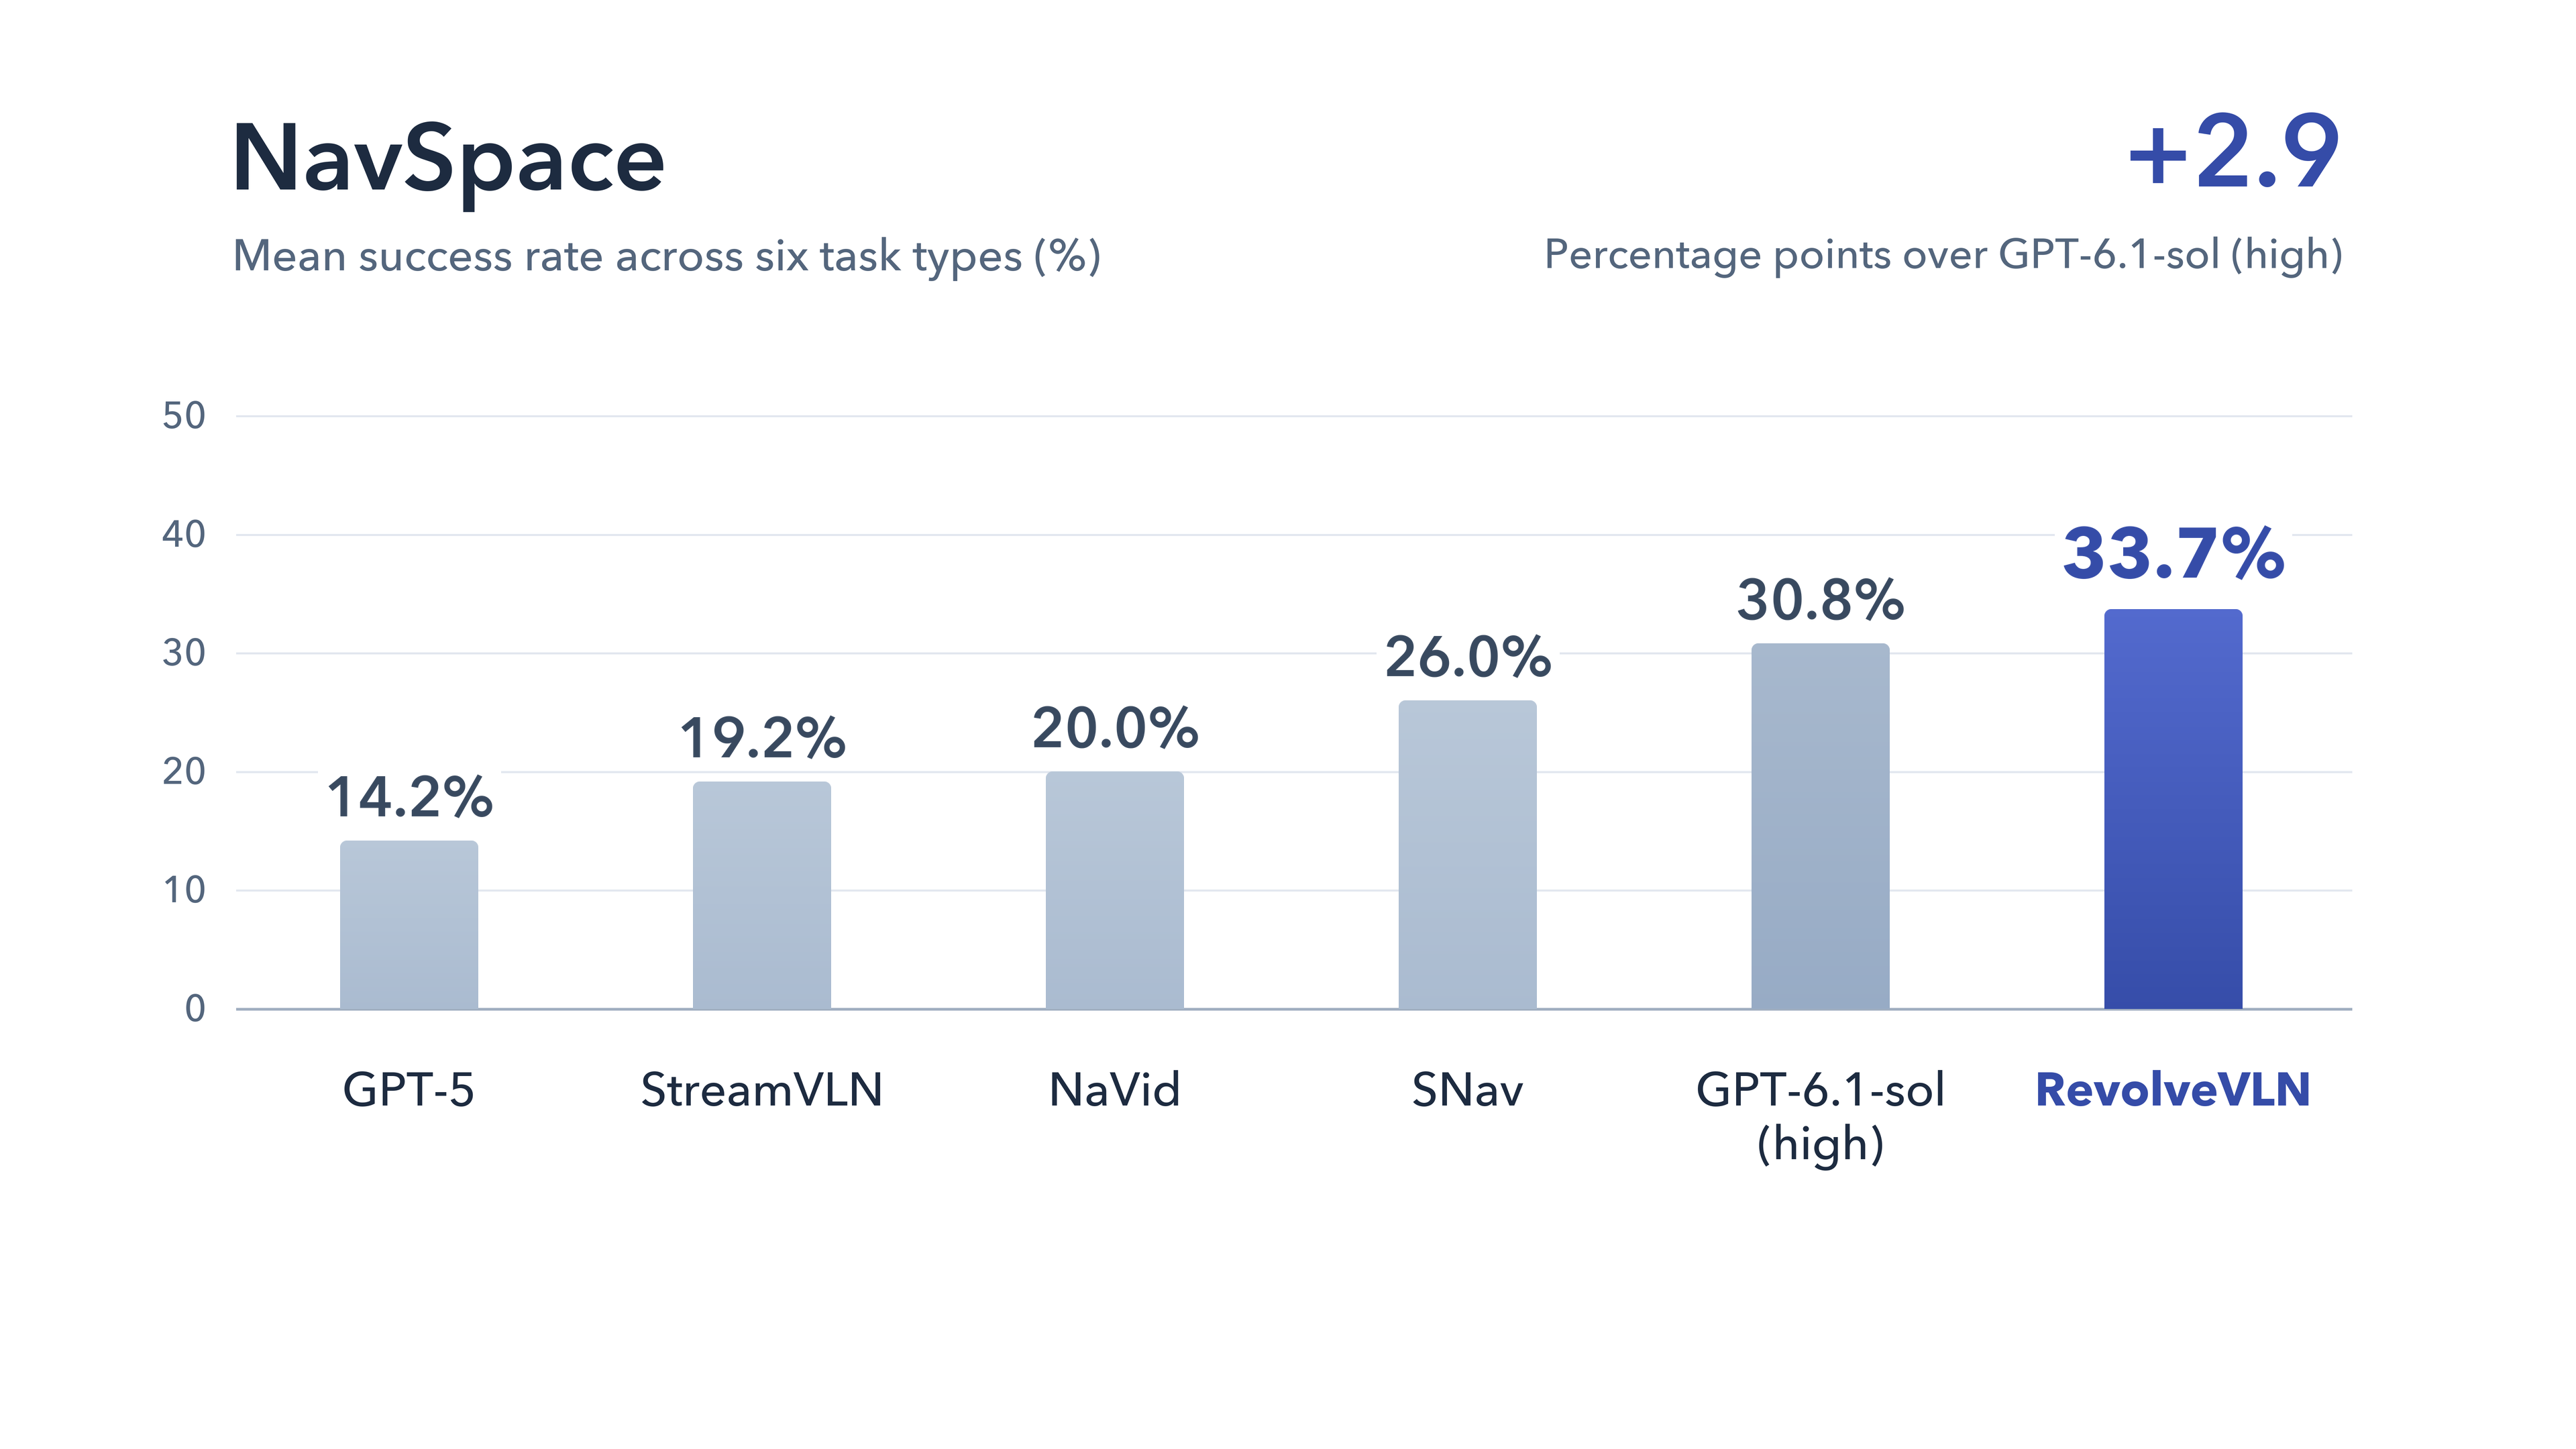 NavSpace
Mean success rate across six task types (%)
+2.9
Percentage points over GPT-6.1-sol (high)
50
40
30
20
10
0
14.2%
19.2%
20.0%
26.0%
30.8%
33.7%
GPT-5
StreamVLN
NaVid
SNav
GPT-6.1-sol
(high)
RevolveVLN